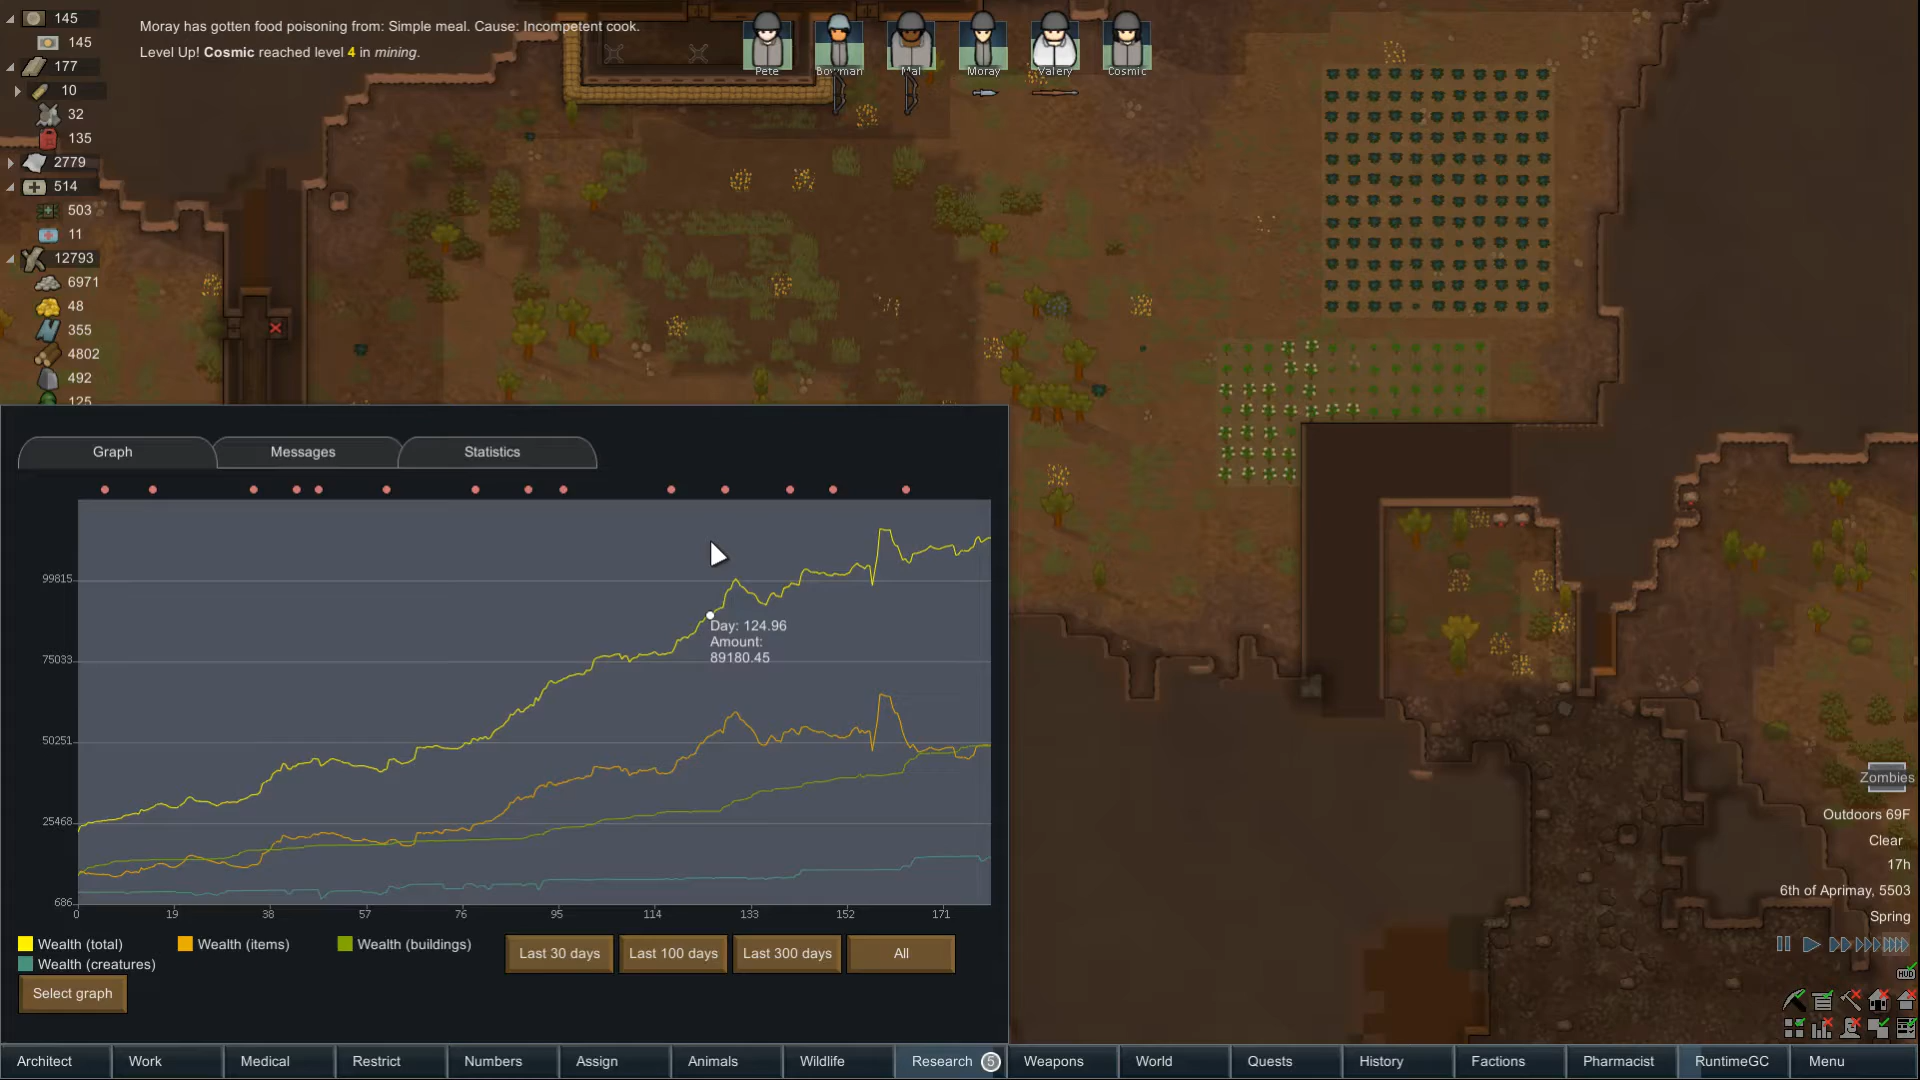 145
Moray has gotten food poisoning from: Simple meal. Cause: Incompetent cook.
145
Level Up! Cosmic reached level 4 in mining.
177
Pete Bowman Mal Moray Valery Cosmic
10
32
135
2779
514
503
11
12793
6971
48
355
4802
492
125
Graph Messages Statistics
99815
75033
50251
25468
686
Day: 124.96
Amount:
89180.45
0 19 38 57 76 95 114 133 152 171
Wealth (total) Wealth (items) Wealth (buildings)
Wealth (creatures)
Last 30 days Last 100 days Last 300 days All
Select graph
Zombies
Outdoors 69F
Clear
17h
6th of Aprimay, 5503
Spring
HUD
Architect Work Medical Restrict Numbers Assign Animals Wildlife Research 5 Weapons World Quests History Factions Pharmacist RuntimeGC Menu